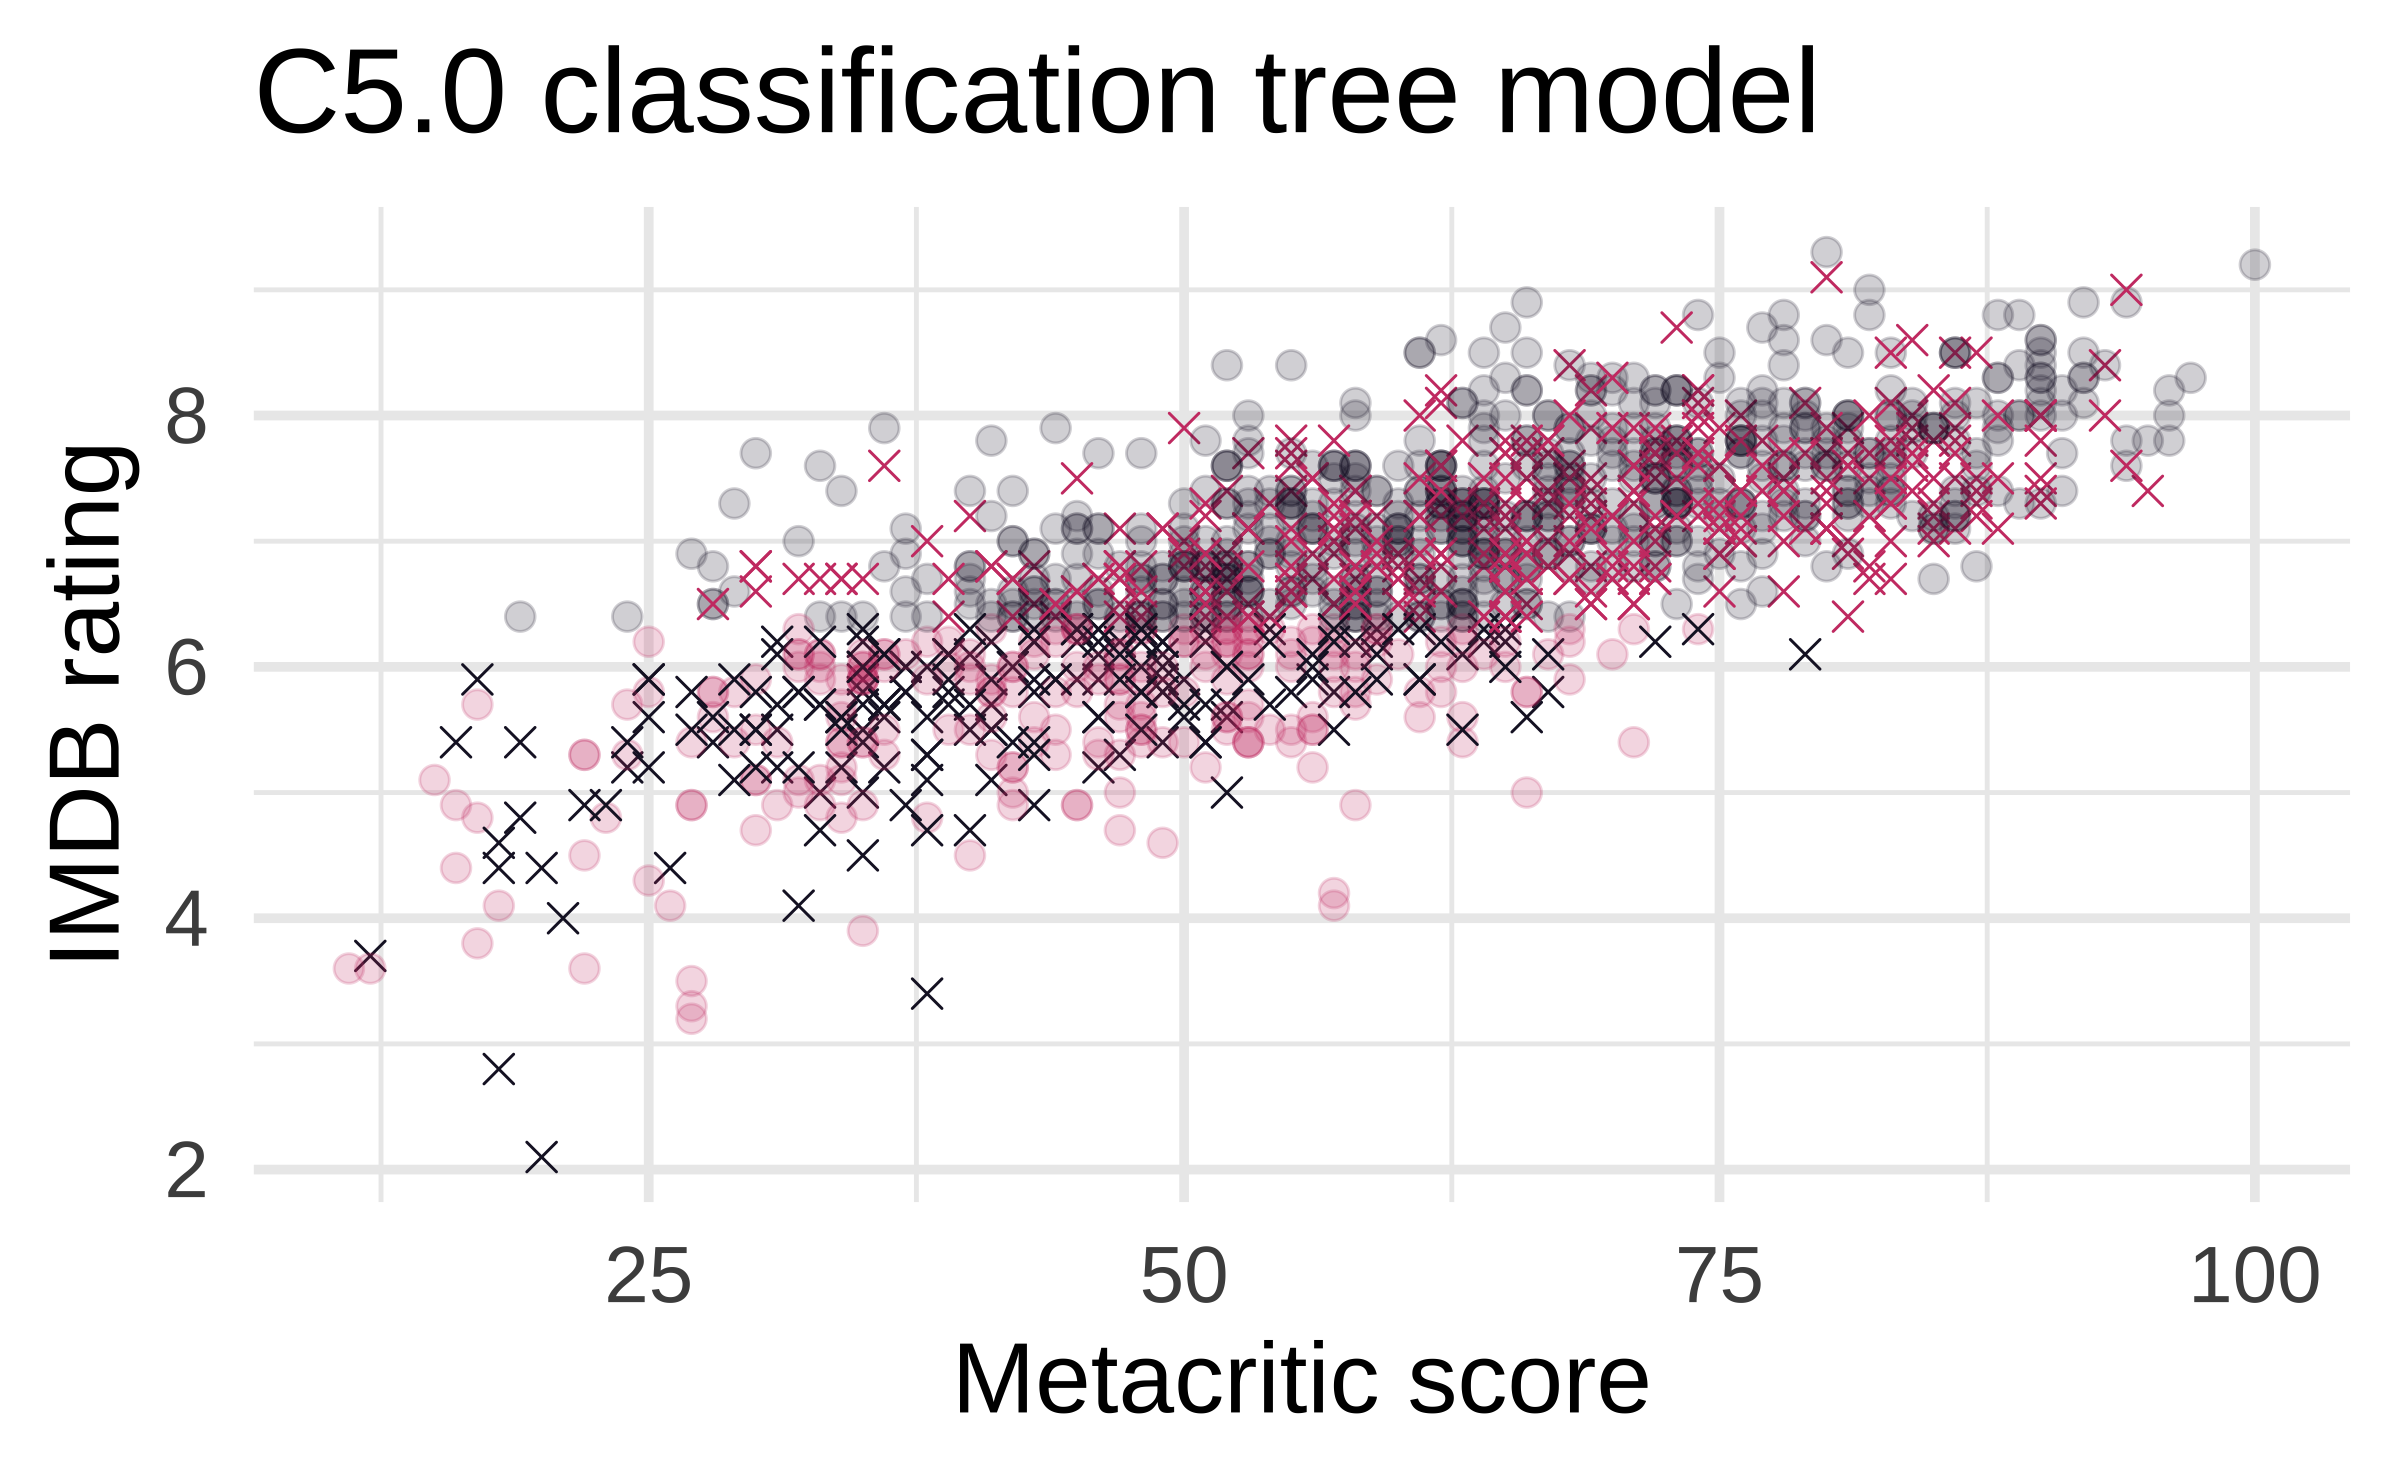 C5.0 classification tree model
IMDB rating
8
6
4
2
25 50 75 100
Metacritic score